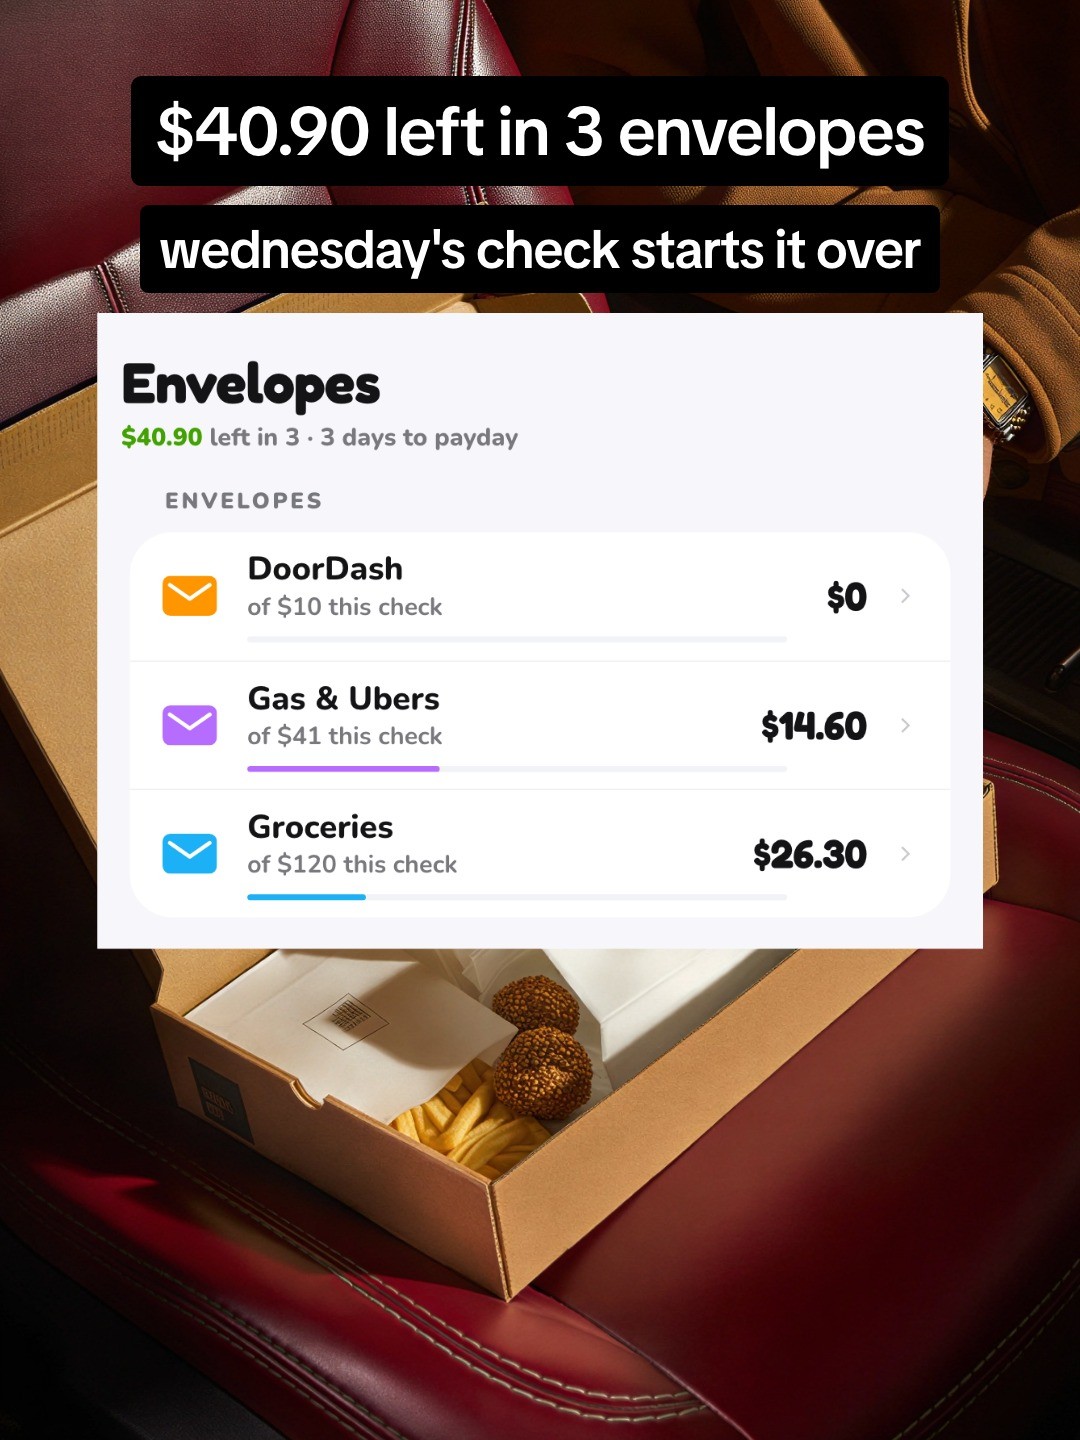 $40.90 left in 3 envelopes
wednesday's check starts it over
Envelopes
$40.90 left in 3 · 3 days to payday
ENVELOPES
DoorDash
of $10 this check
$0
Gas & Ubers
of $41 this check
$14.60
Groceries
of $120 this check
$26.30